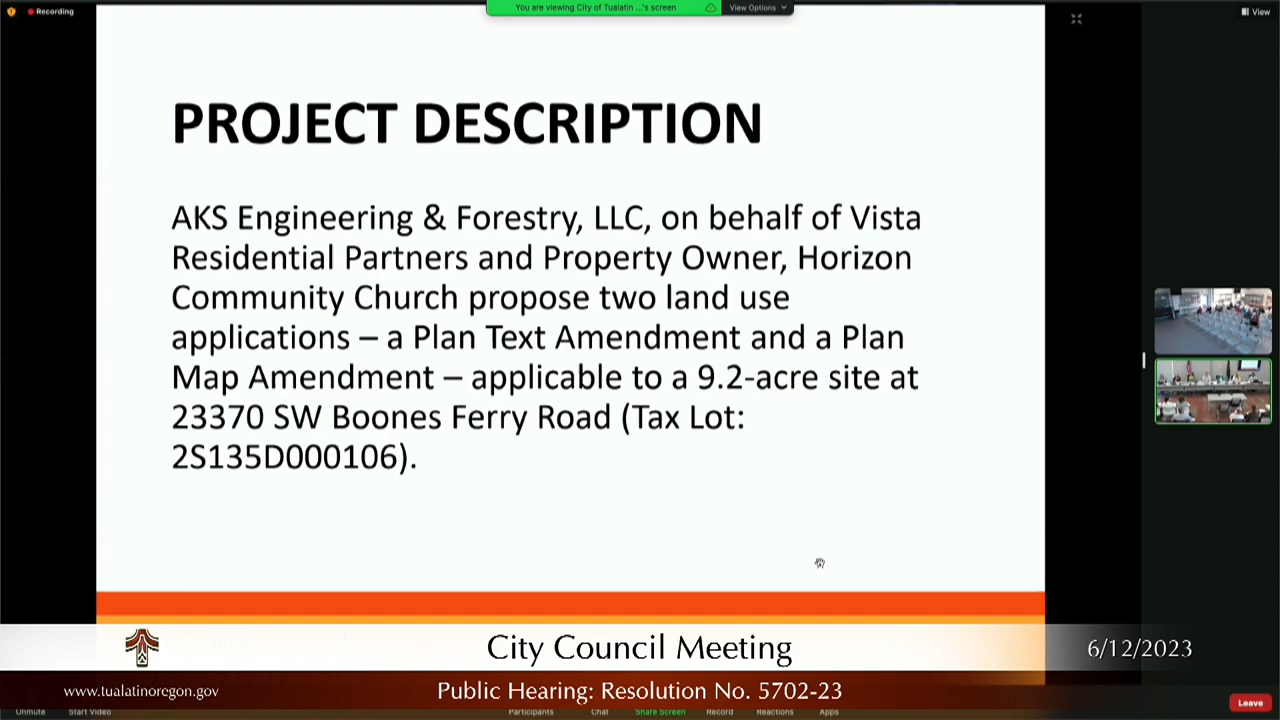 Recording
You are viewing City of Tualatin ...'s screen
View Options
View
PROJECT DESCRIPTION
AKS Engineering & Forestry, LLC, on behalf of Vista
Residential Partners and Property Owner, Horizon
Community Church propose two land use
applications – a Plan Text Amendment and a Plan
Map Amendment – applicable to a 9.2-acre site at
23370 SW Boones Ferry Road (Tax Lot:
2S135D000106).
City Council Meeting
6/12/2023
www.tualatinoregon.gov
Public Hearing: Resolution No. 5702-23
Unmute
Start Video
Participants
Chat
Share Screen
Record
Reactions
Apps
Leave